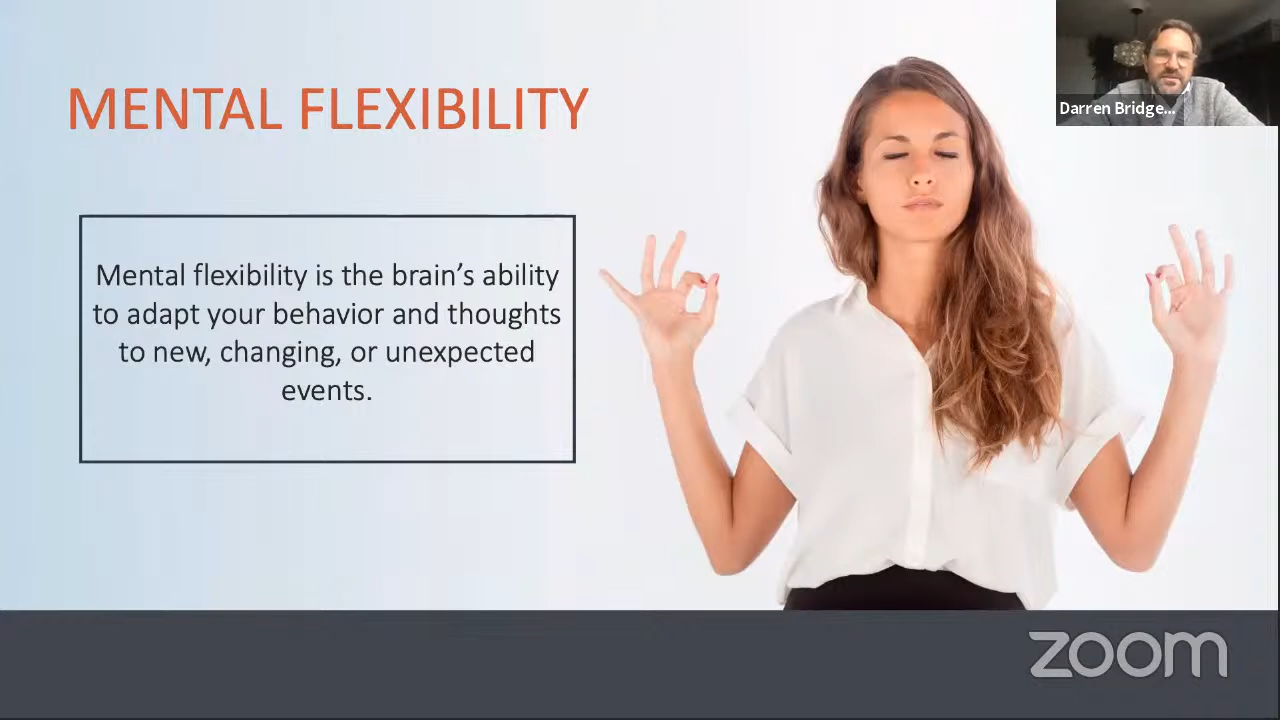 MENTAL FLEXIBILITY
Darren Bridge...
Mental flexibility is the brain’s ability
to adapt your behavior and thoughts
to new, changing, or unexpected
events.
zoom